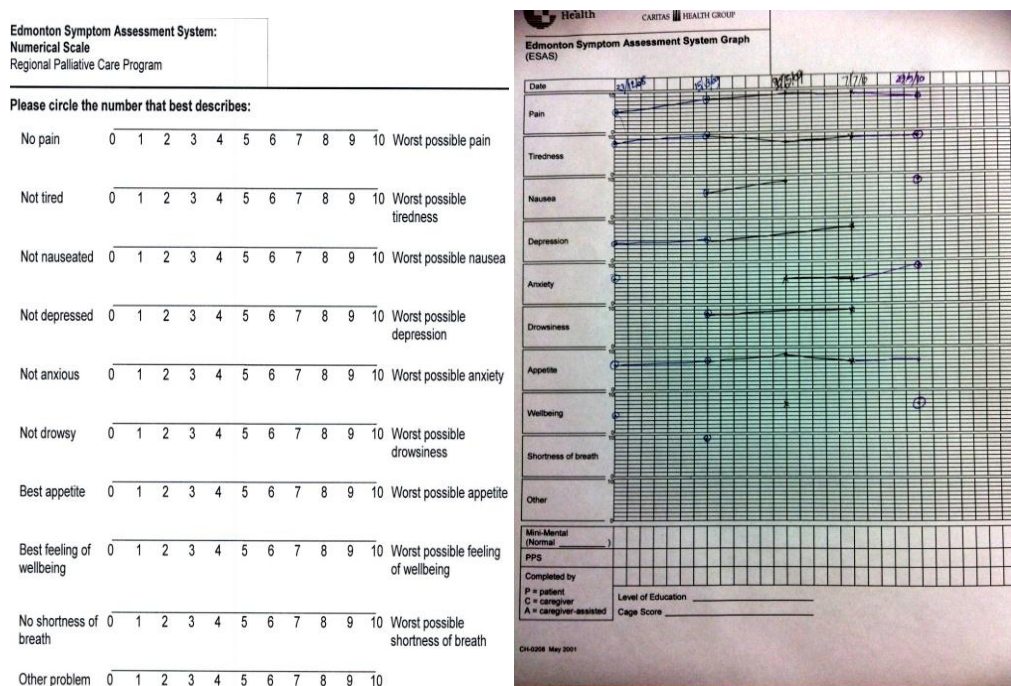 Edmonton Symptom Assessment System:
Numerical Scale
Regional Palliative Care Program
Please circle the number that best describes:
No pain 0 1 2 3 4 5 6 7 8 9 10 Worst possible pain
Not tired 0 1 2 3 4 5 6 7 8 9 10 Worst possible
tiredness
Not nauseated 0 1 2 3 4 5 6 7 8 9 10 Worst possible nausea
Not depressed 0 1 2 3 4 5 6 7 8 9 10 Worst possible
depression
Not anxious 0 1 2 3 4 5 6 7 8 9 10 Worst possible anxiety
Not drowsy 0 1 2 3 4 5 6 7 8 9 10 Worst possible
drowsiness
Best appetite 0 1 2 3 4 5 6 7 8 9 10 Worst possible appetite
Best feeling of 0 1 2 3 4 5 6 7 8 9 10 Worst possible feeling
wellbeing of wellbeing
No shortness of 0 1 2 3 4 5 6 7 8 9 10 Worst possible
breath shortness of breath
Other problem 0 1 2 3 4 5 6 7 8 9 10
Health CARITAS HEALTH GROUP
Edmonton Symptom Assessment System Graph
(ESAS)
Date
Pain
Tiredness
Nausea
Depression
Anxiety
Drowsiness
Appetite
Wellbeing
Shortness of breath
Other
Mini-Mental
(Normal ________ )
PPS
Completed by
P = patient
C = caregiver
A = caregiver-assisted
Level of Education
Cage Score
CH-0208 May 2001